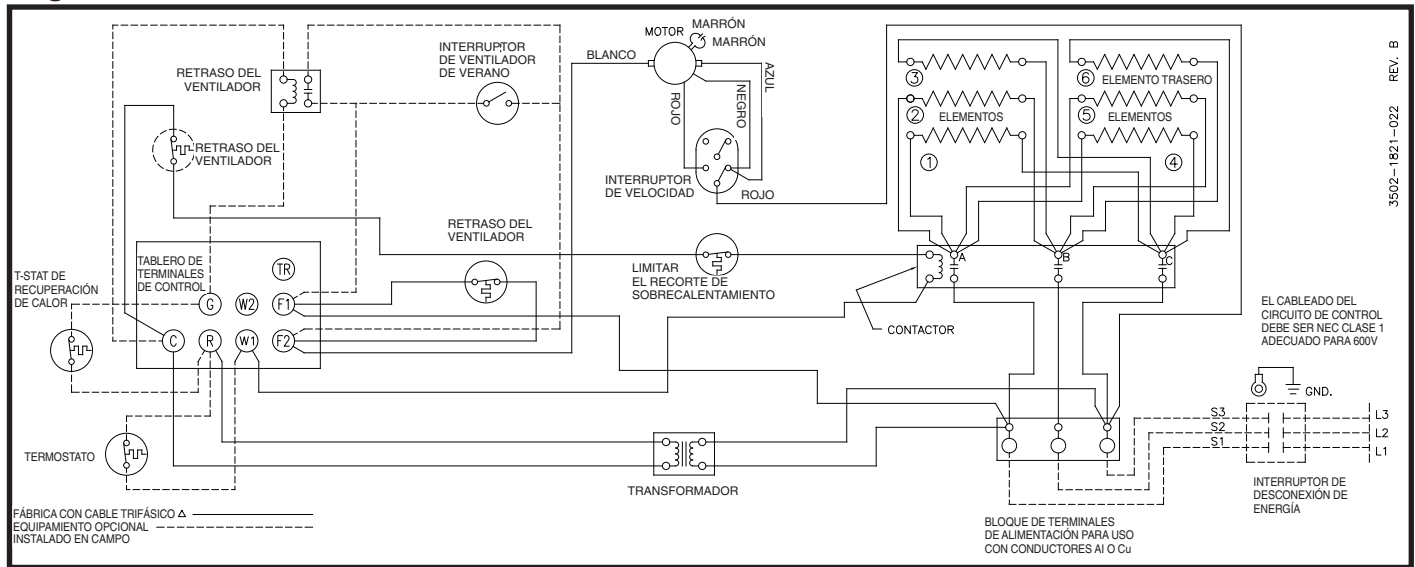 MARRÓN
MOTOR
MARRÓN
INTERRUPTOR
DE VENTILADOR
DE VERANO
BLANCO
RETRASO DEL
VENTILADOR
AZUL
NEGRO
ROJO
3
6
ELEMENTO TRASERO
2
ELEMENTOS
5
ELEMENTOS
1
4
3502-1821-022 REV. B
RETRASO DEL
VENTILADOR
INTERRUPTOR
DE VELOCIDAD
ROJO
RETRASO DEL
VENTILADOR
TABLERO DE
TERMINALES
DE CONTROL
TR
G
W2
F1
C
R
W1
F2
T-STAT DE
RECUPERACIÓN
DE CALOR
LIMITAR
EL RECORTE DE
SOBRECALENTAMIENTO
A
B
C
CONTACTOR
EL CABLEADO DEL
CIRCUITO DE CONTROL
DEBE SER NEC CLASE 1
ADECUADO PARA 600V
GND.
S3
S2
S1
L3
L2
L1
TERMOSTATO
TRANSFORMADOR
INTERRUPTOR DE
DESCONEXIÓN DE
ENERGÍA
BLOQUE DE TERMINALES
DE ALIMENTACIÓN PARA USO
CON CONDUCTORES Al O Cu
FÁBRICA CON CABLE TRIFÁSICO Δ
EQUIPAMIENTO OPCIONAL
INSTALADO EN CAMPO